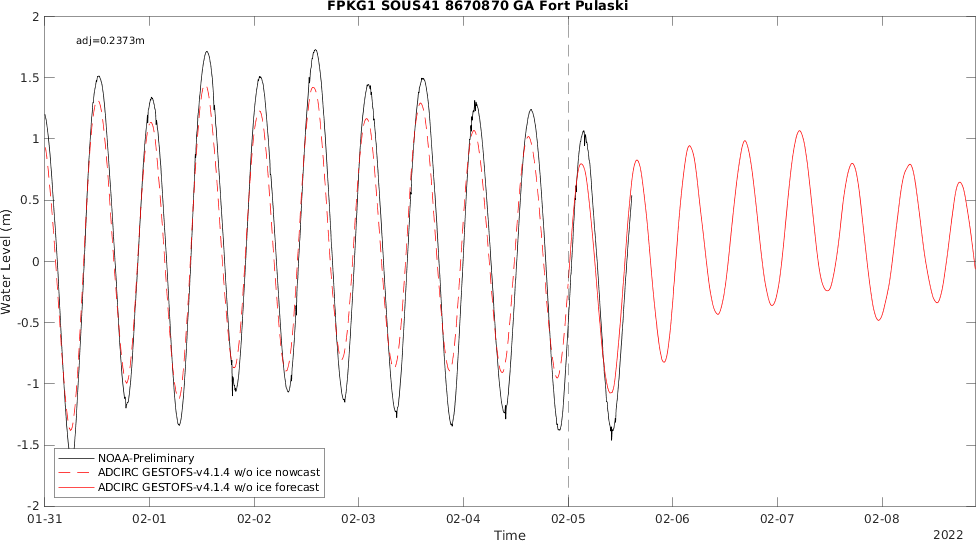 FPKG1 SOUS41 8670870 GA Fort Pulaski
adj=0.2373m
2
1.5
1
0.5
0
-0.5
-1
-1.5
-2
Water Level (m)
NOAA-Preliminary
ADCIRC GESTOFS-v4.1.4 w/o ice nowcast
ADCIRC GESTOFS-v4.1.4 w/o ice forecast
01-31 02-01 02-02 02-03 02-04 02-05 02-06 02-07 02-08
Time
2022